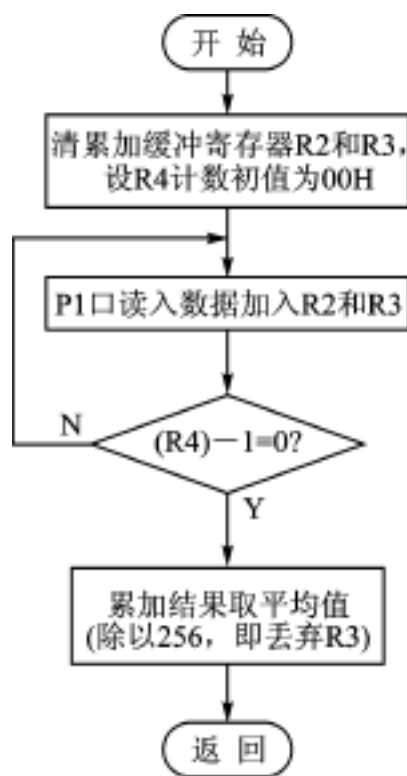 开 始
清累加缓冲寄存器R2和R3,
设R4计数初值为00H
P1口读入数据加入R2和R3
N
(R4)－1=0?
Y
累加结果取平均值
(除以256，即丢弃R3)
返 回